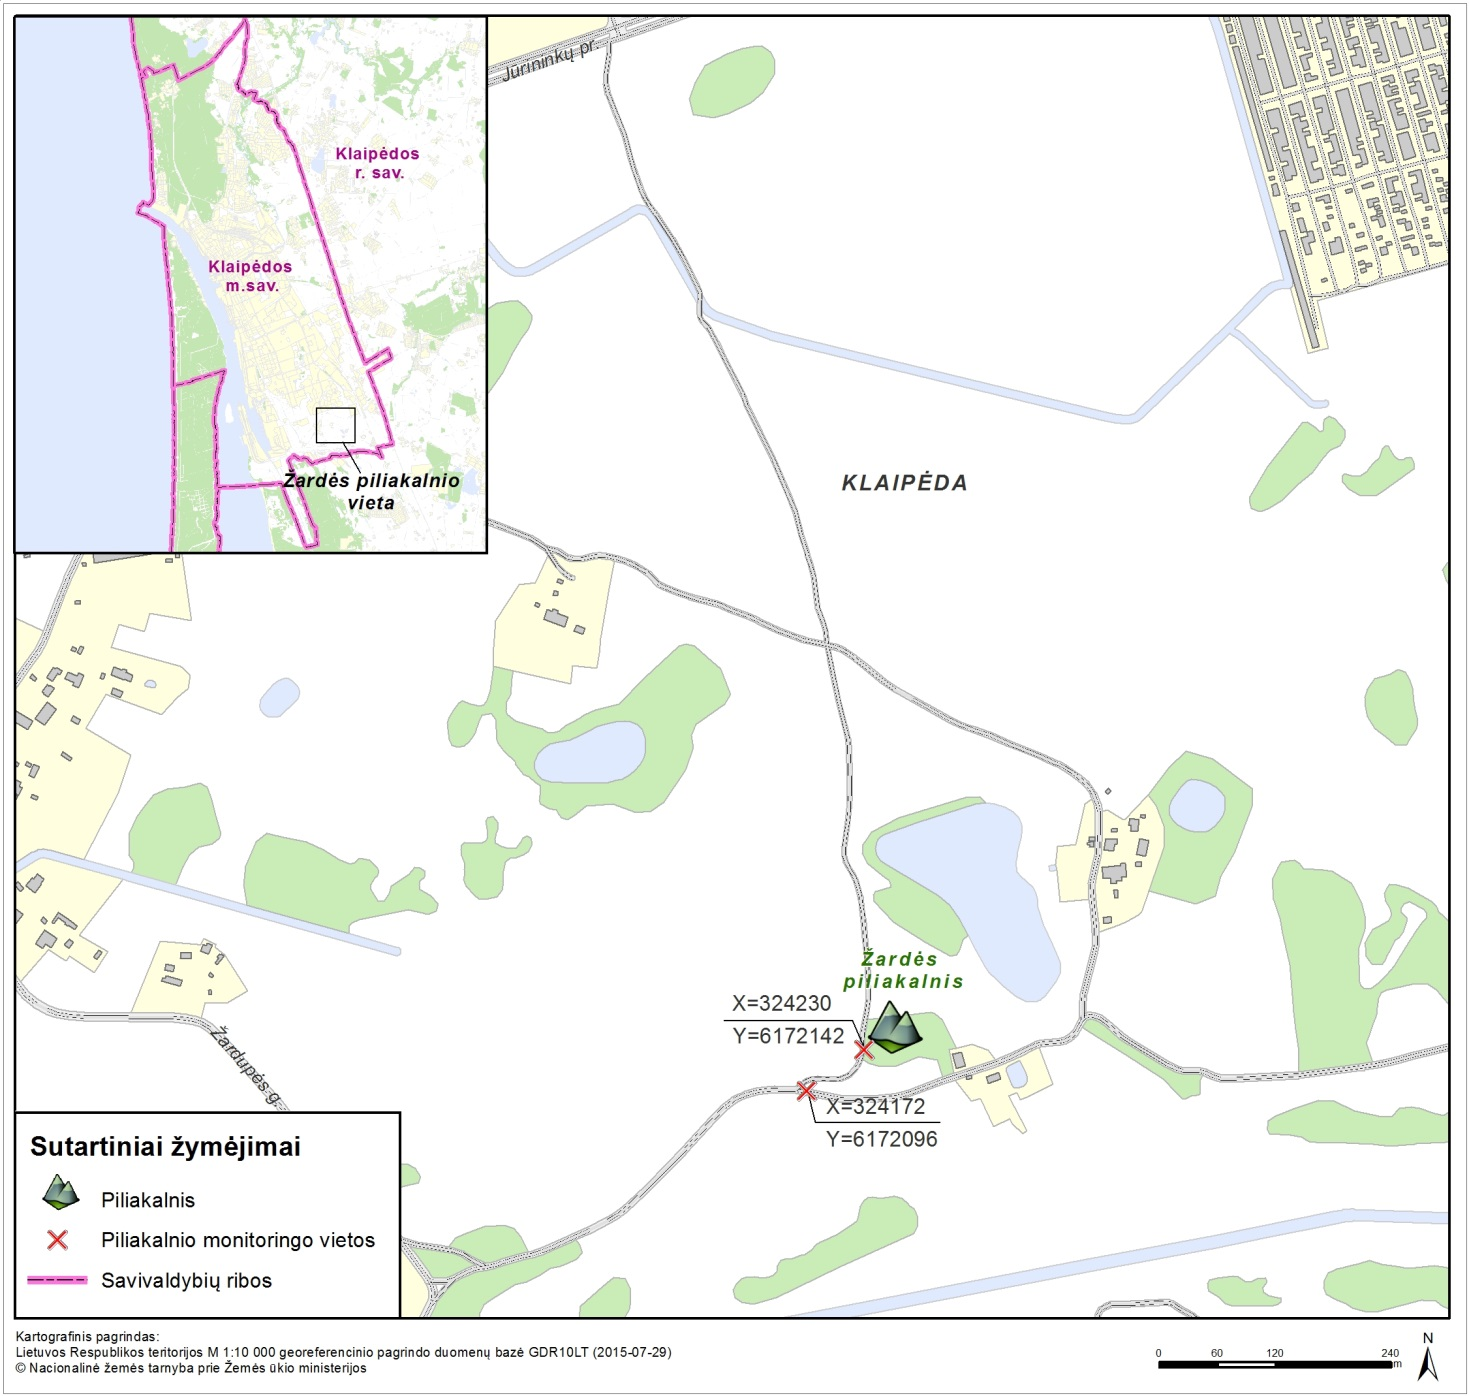 Jūrininkų pr.
Klaipėdos
r. sav.
Klaipėdos
m.sav.
Žardės piliakalnio
vieta
KLAIPĖDA
Žardės
piliakalnis
X=324230
Y=6172142
X=324172
Y=6172096
Žardupės g.
Sutartiniai žymėjimai
Piliakalnis
Piliakalnio monitoringo vietos
Savivaldybių ribos
Kartografinis pagrindas:
Lietuvos Respublikos teritorijos M 1:10 000 georeferencinio pagrindo duomenų bazė GDR10LT (2015-07-29)
© Nacionalinė žemės tarnyba prie Žemės ūkio ministerijos
0 60 120 240
m
N